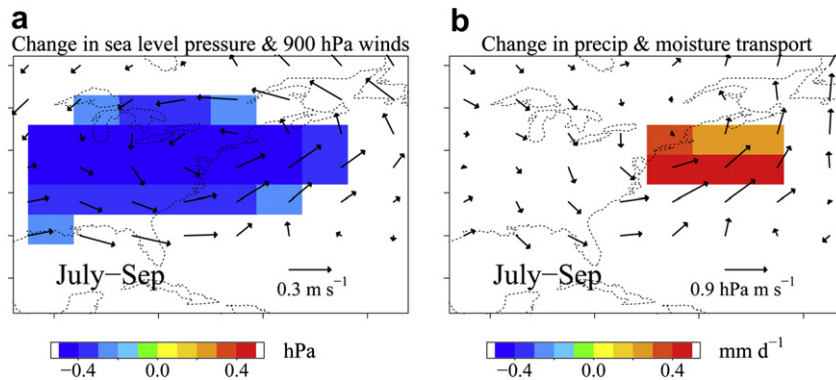 a
Change in sea level pressure & 900 hPa winds
July−Sep
0.3 m s⁻¹
−0.4 0.0 0.4 hPa
b
Change in precip & moisture transport
July−Sep
0.9 hPa m s⁻¹
−0.4 0.0 0.4 mm d⁻¹